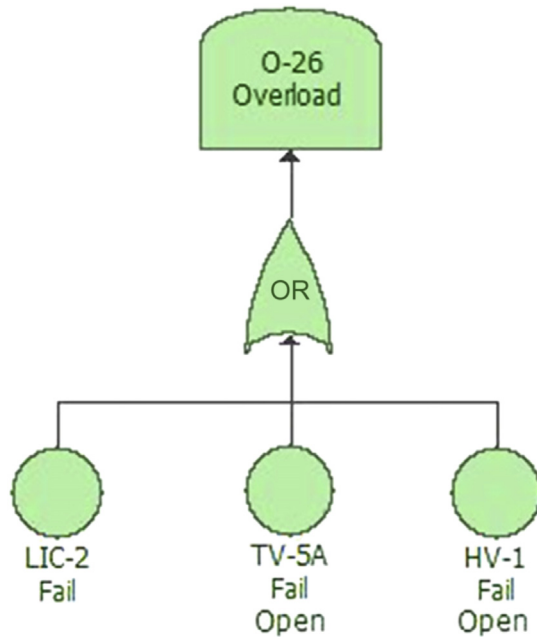 O-26
Overload
OR
LIC-2
Fail
TV-5A
Fail
Open
HV-1
Fail
Open